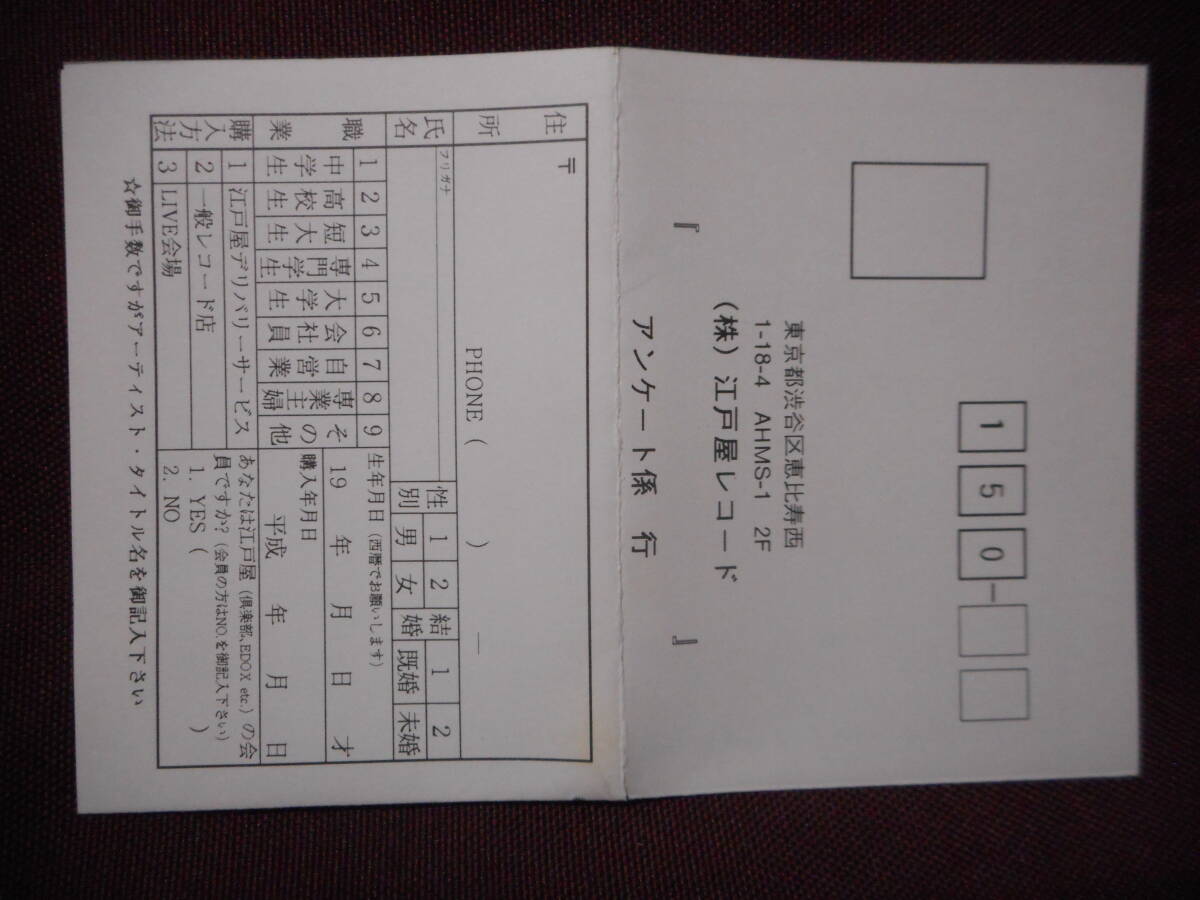 150-
東京都渋谷区恵比寿西
1-18-4 AHMS-1 2F
(株)江戸屋レコード
アンケート係 行
『 』
住所
〒
PHONE ( ) —
氏名
フリガナ
性別
1 男
2 女
結婚
1 既婚
2 未婚
職業
1 中学生
2 高校生
3 短大生
4 専門学生
5 大学生
6 会社員
7 自営業
8 専業主婦
9 その他
生年月日(西暦でお願いします)
19 年 月 日 才
購入年月日
平成 年 月 日
購入方法
1 江戸屋デリバリーサービス
2 一般レコード店
3 LIVE会場
あなたは江戸屋(倶楽部、EDOX etc.)の会
員ですか?(会員の方はNO.を御記入下さい)
1. YES ( )
2. NO
☆御手数ですがアーティスト・タイトル名を御記入下さい